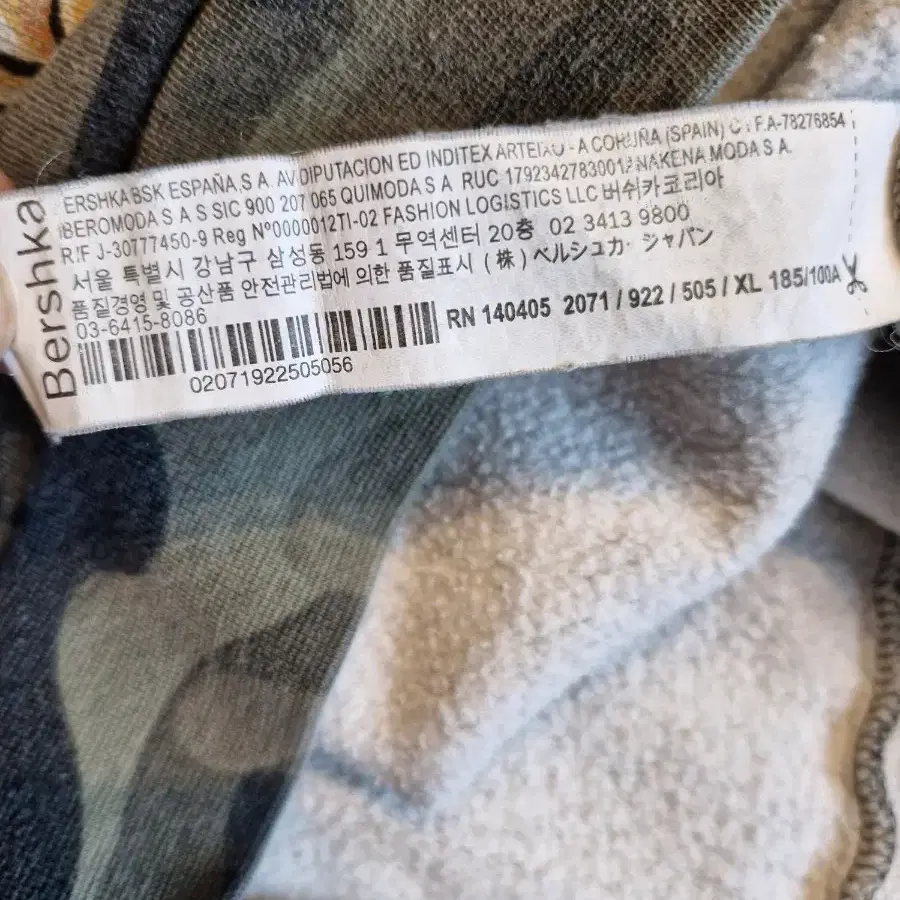 Bershka
ERSHKA BSK ESPAÑA,S.A. AV.DIPUTACION ED INDITEX ARTEIXO - A CORUÑA (SPAIN) C.I.F.A-78276854
IBEROMODA S A S SIC 900 207 065 QUIMODA S A RUC 1792342783001 ANAKENA MODA S A.
RIF J-30777450-9 Reg Nº0000012TI-02 FASHION LOGISTICS LLC 버쉬카코리아
서울 특별시 강남구 삼성동 159 1 무역센터 20층 02 3413 9800
품질경영 및 공산품 안전관리법에 의한 품질표시 (株) ベルシュカ・ジャパン
03-6415-8086
RN 140405 2071 / 922 / 505 / XL 185/100A
02071922505056